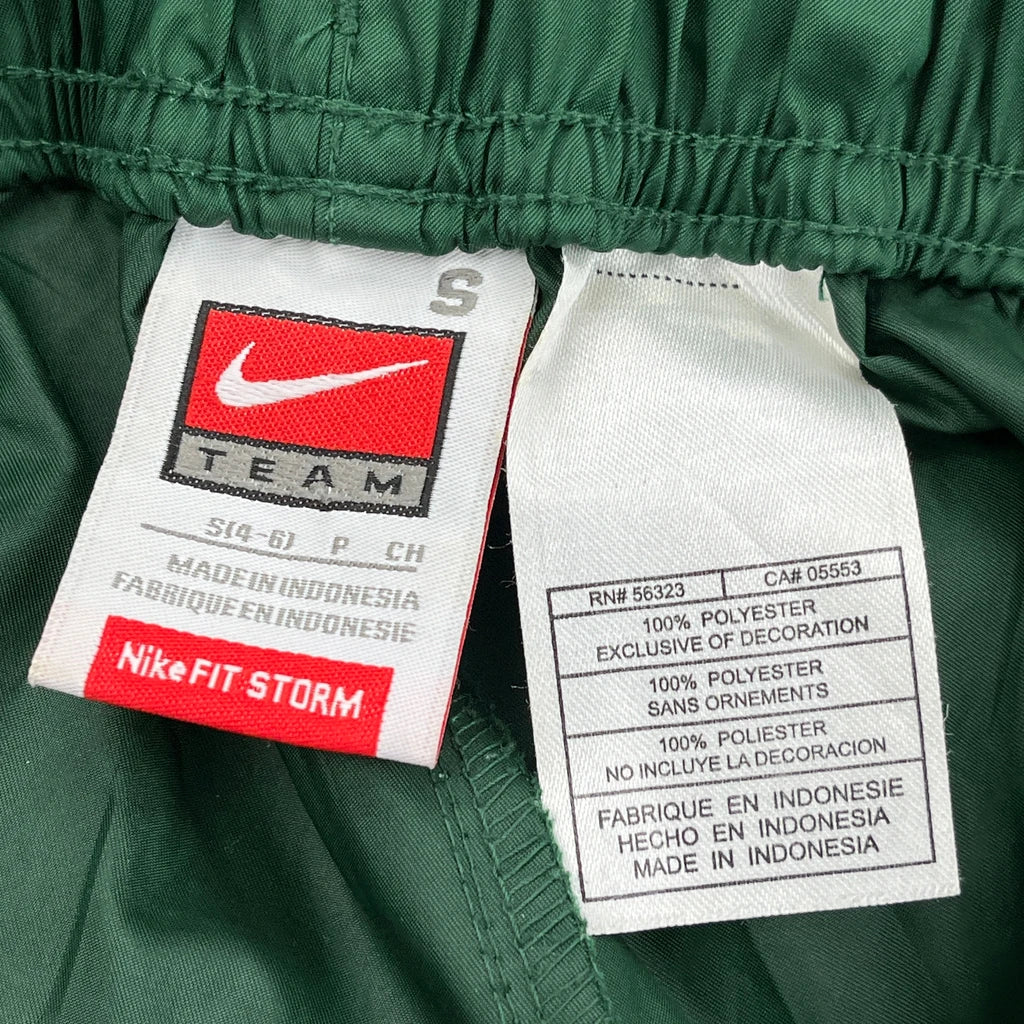 S
TEAM
S(4-6) P CH
MADE IN INDONESIA
FABRIQUE EN INDONESIE
NikeFIT STORM
RN# 56323 CA# 05553
100% POLYESTER
EXCLUSIVE OF DECORATION
100% POLYESTER
SANS ORNEMENTS
100% POLIESTER
NO INCLUYE LA DECORACION
FABRIQUE EN INDONESIE
HECHO EN INDONESIA
MADE IN INDONESIA